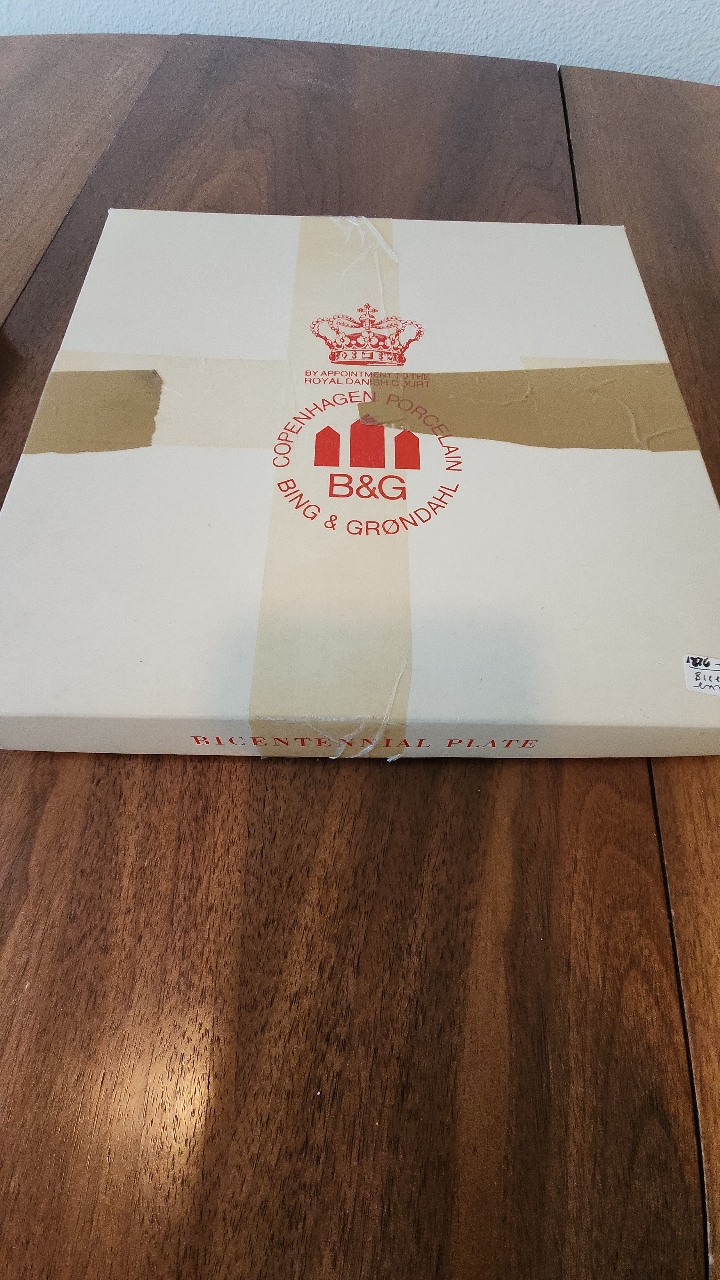 BY APPOINTMENT TO THE
ROYAL DANISH COURT
COPENHAGEN PORCELAIN
B&G
BING & GRØNDAHL
BICENTENNIAL PLATE